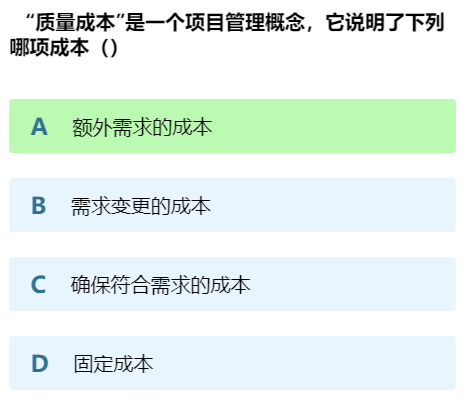 “质量成本”是一个项目管理概念，它说明了下列
哪项成本（）
A 额外需求的成本
B 需求变更的成本
C 确保符合需求的成本
D 固定成本